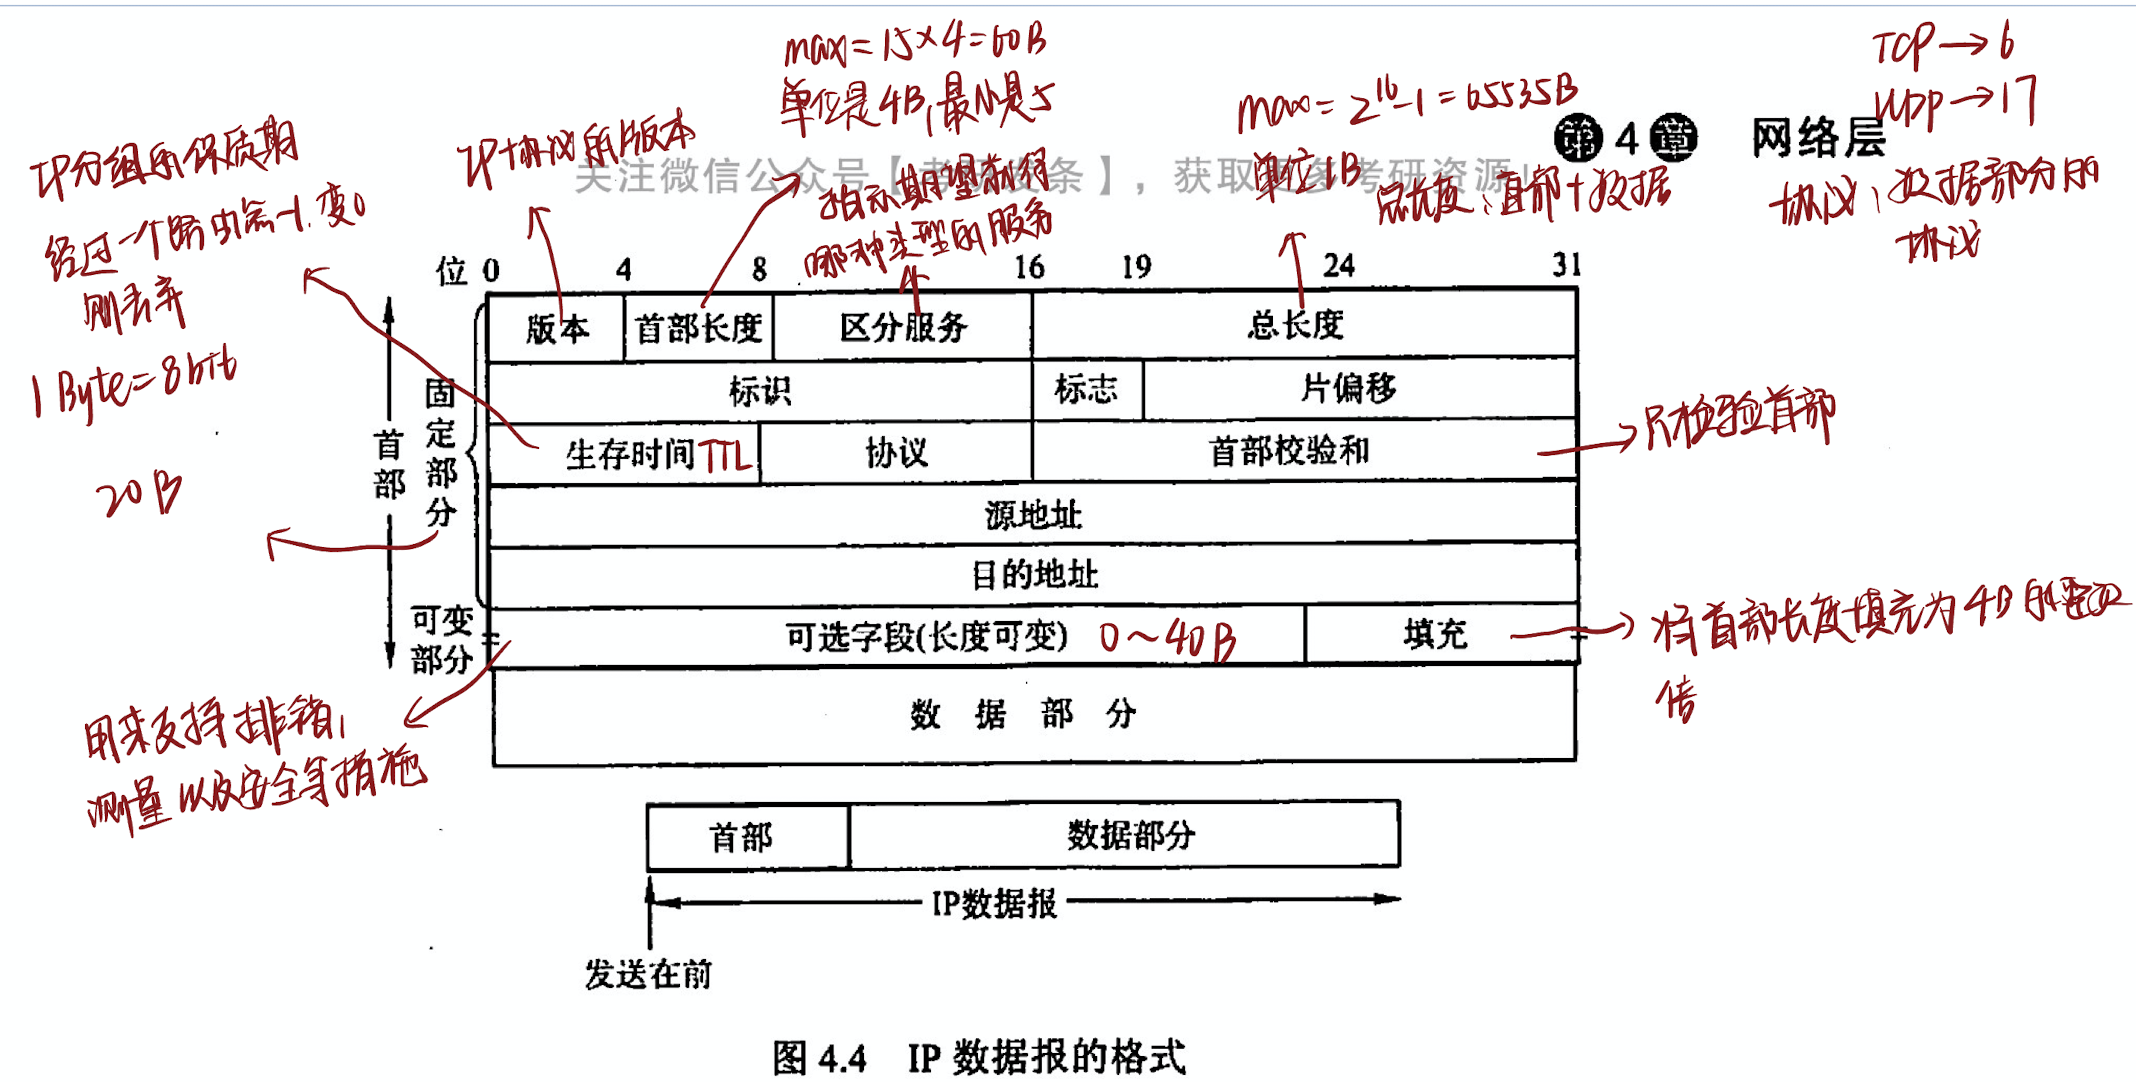 max=15×4=60B
单位是4B,最小是5
TCP→6
UDP→17
max=2^16-1=65535B
单位1B
总长度:首部+数据
第4章 网络层
协议:数据部分的
协议
IP分组的保质期
经过一个路由器-1.变0
则丢弃
IP协议的版本
关注微信公众号【考研发条】，获取更多考研资源!
指示期望获得
哪种类型的服务
1 Byte=8bit
20B
位 0 4 8 16 19 24 31
版本 首部长度 区分服务 总长度
标识 标志 片偏移
生存时间TTL 协议 首部校验和
→只检验首部
源地址
目的地址
可选字段(长度可变) 0~40B 填充
→将首部长度填充为4B的整数
倍
首部
固定部分
可变
部分
数据部分
用来支持排错,
测量以及安全等措施
首部 数据部分
IP数据报
发送在前
图 4.4 IP 数据报的格式